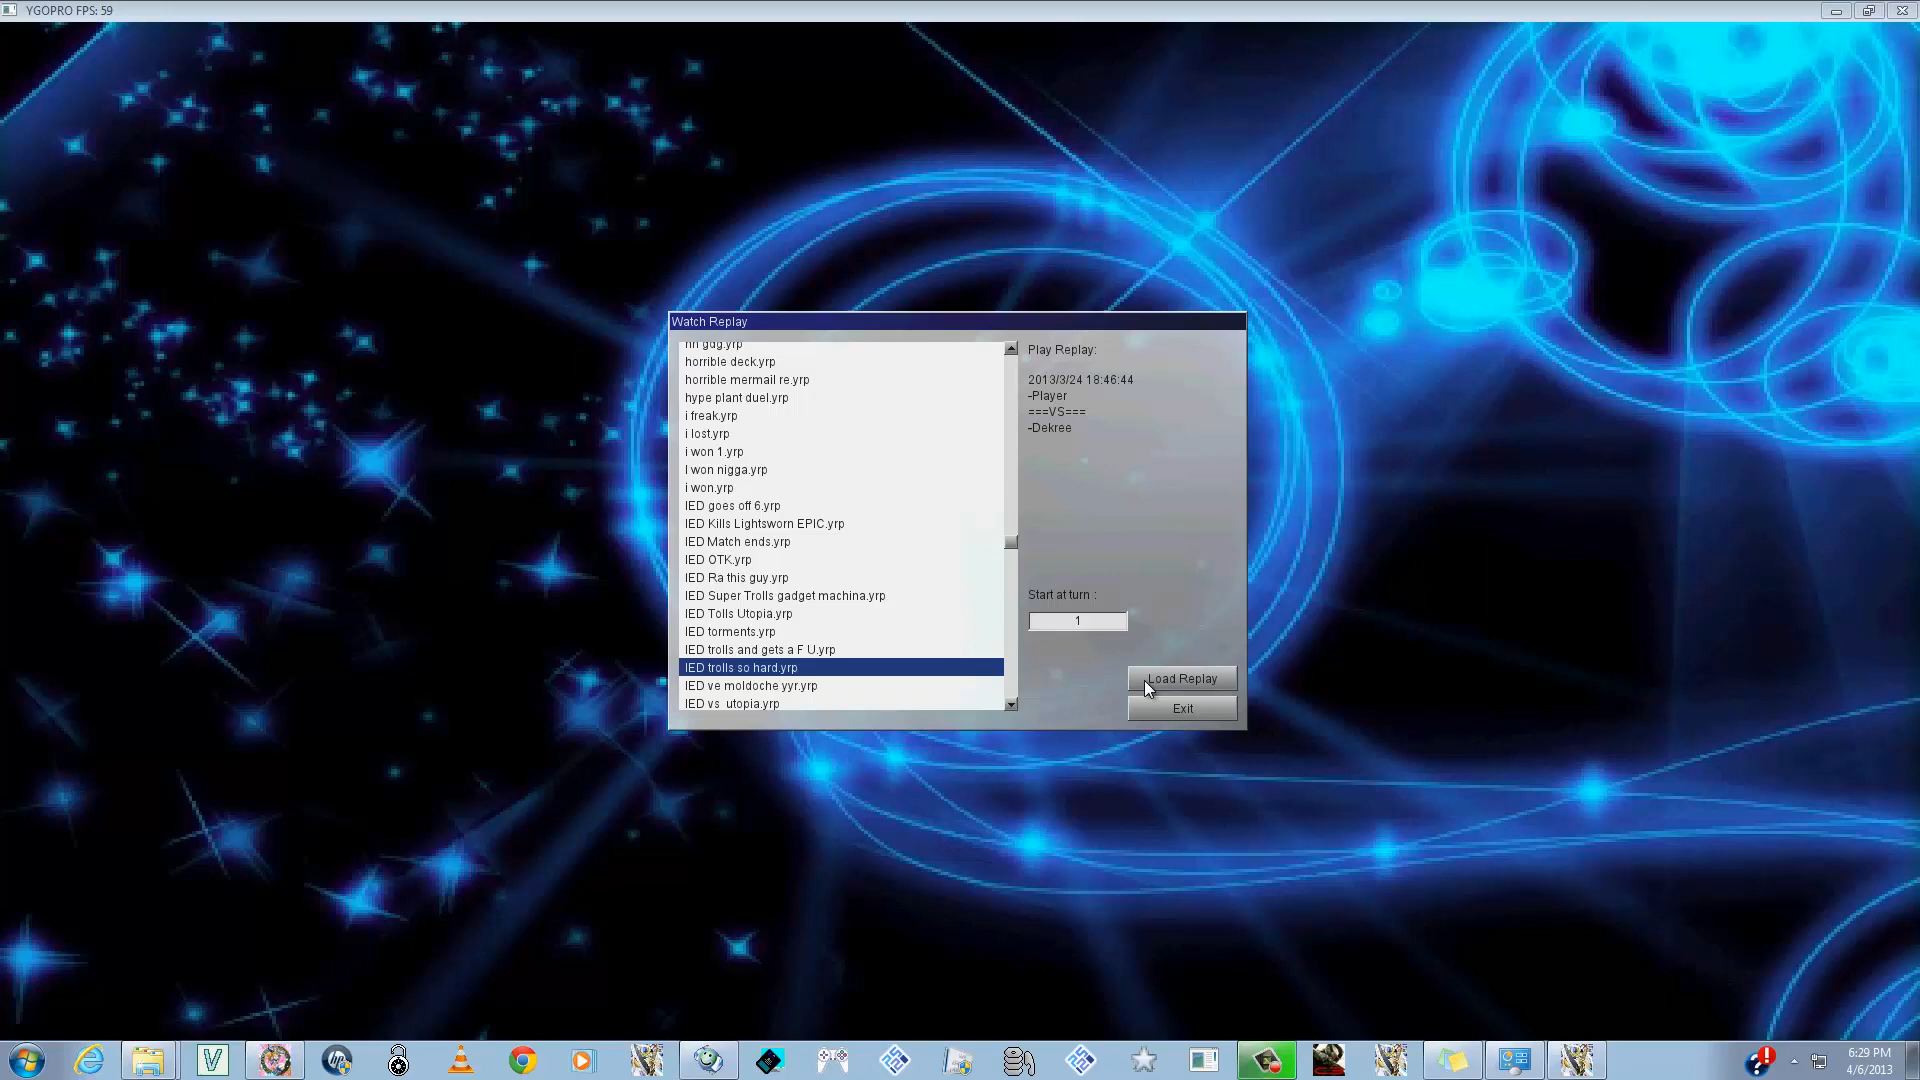 YGOPRO FPS: 59
Watch Replay
hn gdg.yrp
horrible deck.yrp
horrible mermail re.yrp
hype plant duel.yrp
i freak.yrp
i lost.yrp
i won 1.yrp
I won nigga.yrp
i won.yrp
IED goes off 6.yrp
IED Kills Lightsworn EPIC.yrp
IED Match ends.yrp
IED OTK.yrp
IED Ra this guy.yrp
IED Super Trolls gadget machina.yrp
IED Tolls Utopia.yrp
IED torments.yrp
IED trolls and gets a F U.yrp
IED trolls so hard.yrp
IED ve moldoche yyr.yrp
IED vs  utopia.yrp
Play Replay:
2013/3/24 18:46:44
-Player
===VS===
-Dekree
Start at turn :
1
Load Replay
Exit
6:29 PM
4/6/2013